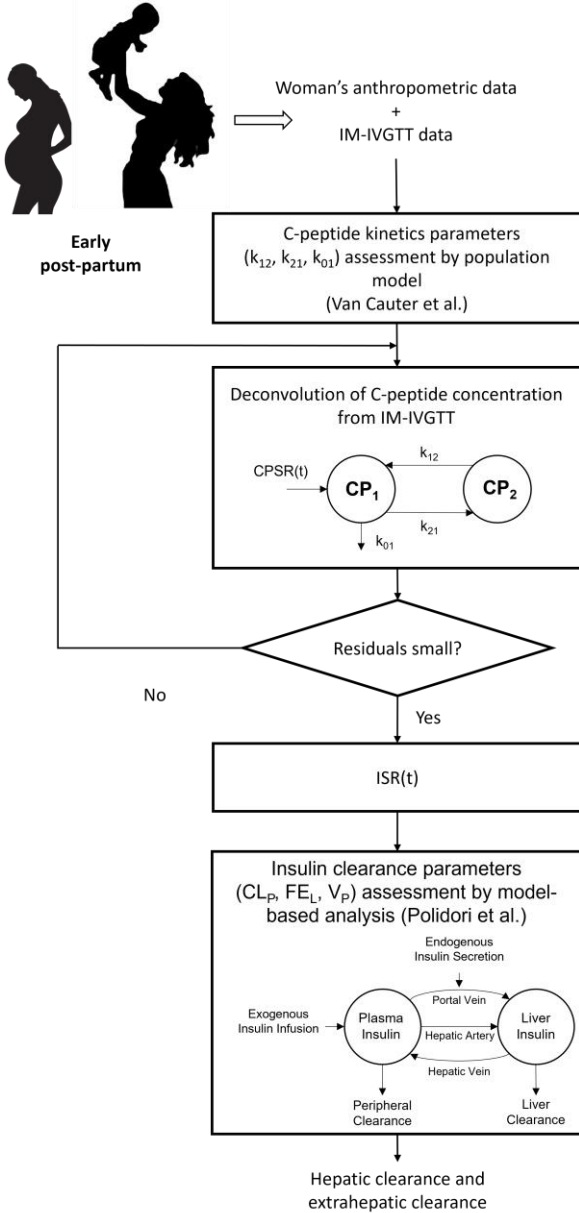 Woman's anthropometric data
+
IM-IVGTT data
Early
post-partum
C-peptide kinetics parameters
(k₁₂, k₂₁, k₀₁) assessment by population
model
(Van Cauter et al.)
Deconvolution of C-peptide concentration
from IM-IVGTT
k₁₂
CPSR(t)
CP₁
CP₂
k₂₁
k₀₁
Residuals small?
No
Yes
ISR(t)
Insulin clearance parameters
(CLₚ, FE_L, Vₚ) assessment by model-
based analysis (Polidori et al.)
Endogenous
Insulin Secretion
Portal Vein
Exogenous
Insulin Infusion
Plasma
Insulin
Hepatic Artery
Liver
Insulin
Hepatic Vein
Peripheral
Clearance
Liver
Clearance
Hepatic clearance and
extrahepatic clearance